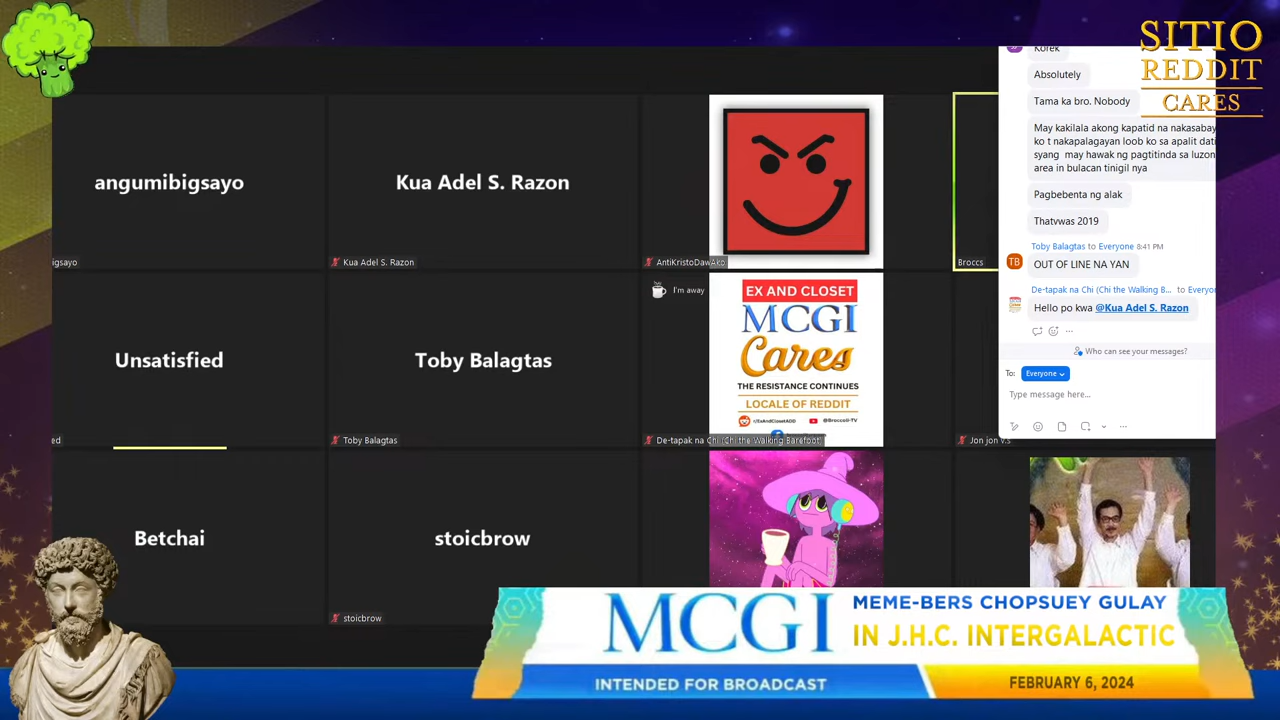 SITIO
REDDIT
CARES
Korek
Absolutely
Tama ka bro. Nobody
May kakilala akong kapatid na nakasabay
ko t nakapalagayan loob ko sa apalit dati
syang may hawak ng pagtitinda sa luzon
area in bulacan tinigil nya
Pagbebenta ng alak
Thatvwas 2019
Toby Balagtas to Everyone 8:41 PM
TB
OUT OF LINE NA YAN
De-tapak na Chi (Chi the Walking B... to Everyor
Hello po kwa @Kua Adel S. Razon
Who can see your messages?
To: Everyone
Type message here...
angumibigsayo
igsayo
Kua Adel S. Razon
Kua Adel S. Razon
AntiKristoDawAko
Broccs
Unsatisfied
ed
Toby Balagtas
Toby Balagtas
I'm away
EX AND CLOSET
MCGI
Cares
THE RESISTANCE CONTINUES
LOCALE OF REDDIT
r/ExAndClosetADD @Broccoli-TV
De-tapak na Chi (Chi the Walking Barefoot)
Jon jon v.s
Betchai
stoicbrow
stoicbrow
MCGI
MEME-BERS CHOPSUEY GULAY
IN J.H.C. INTERGALACTIC
INTENDED FOR BROADCAST
FEBRUARY 6, 2024